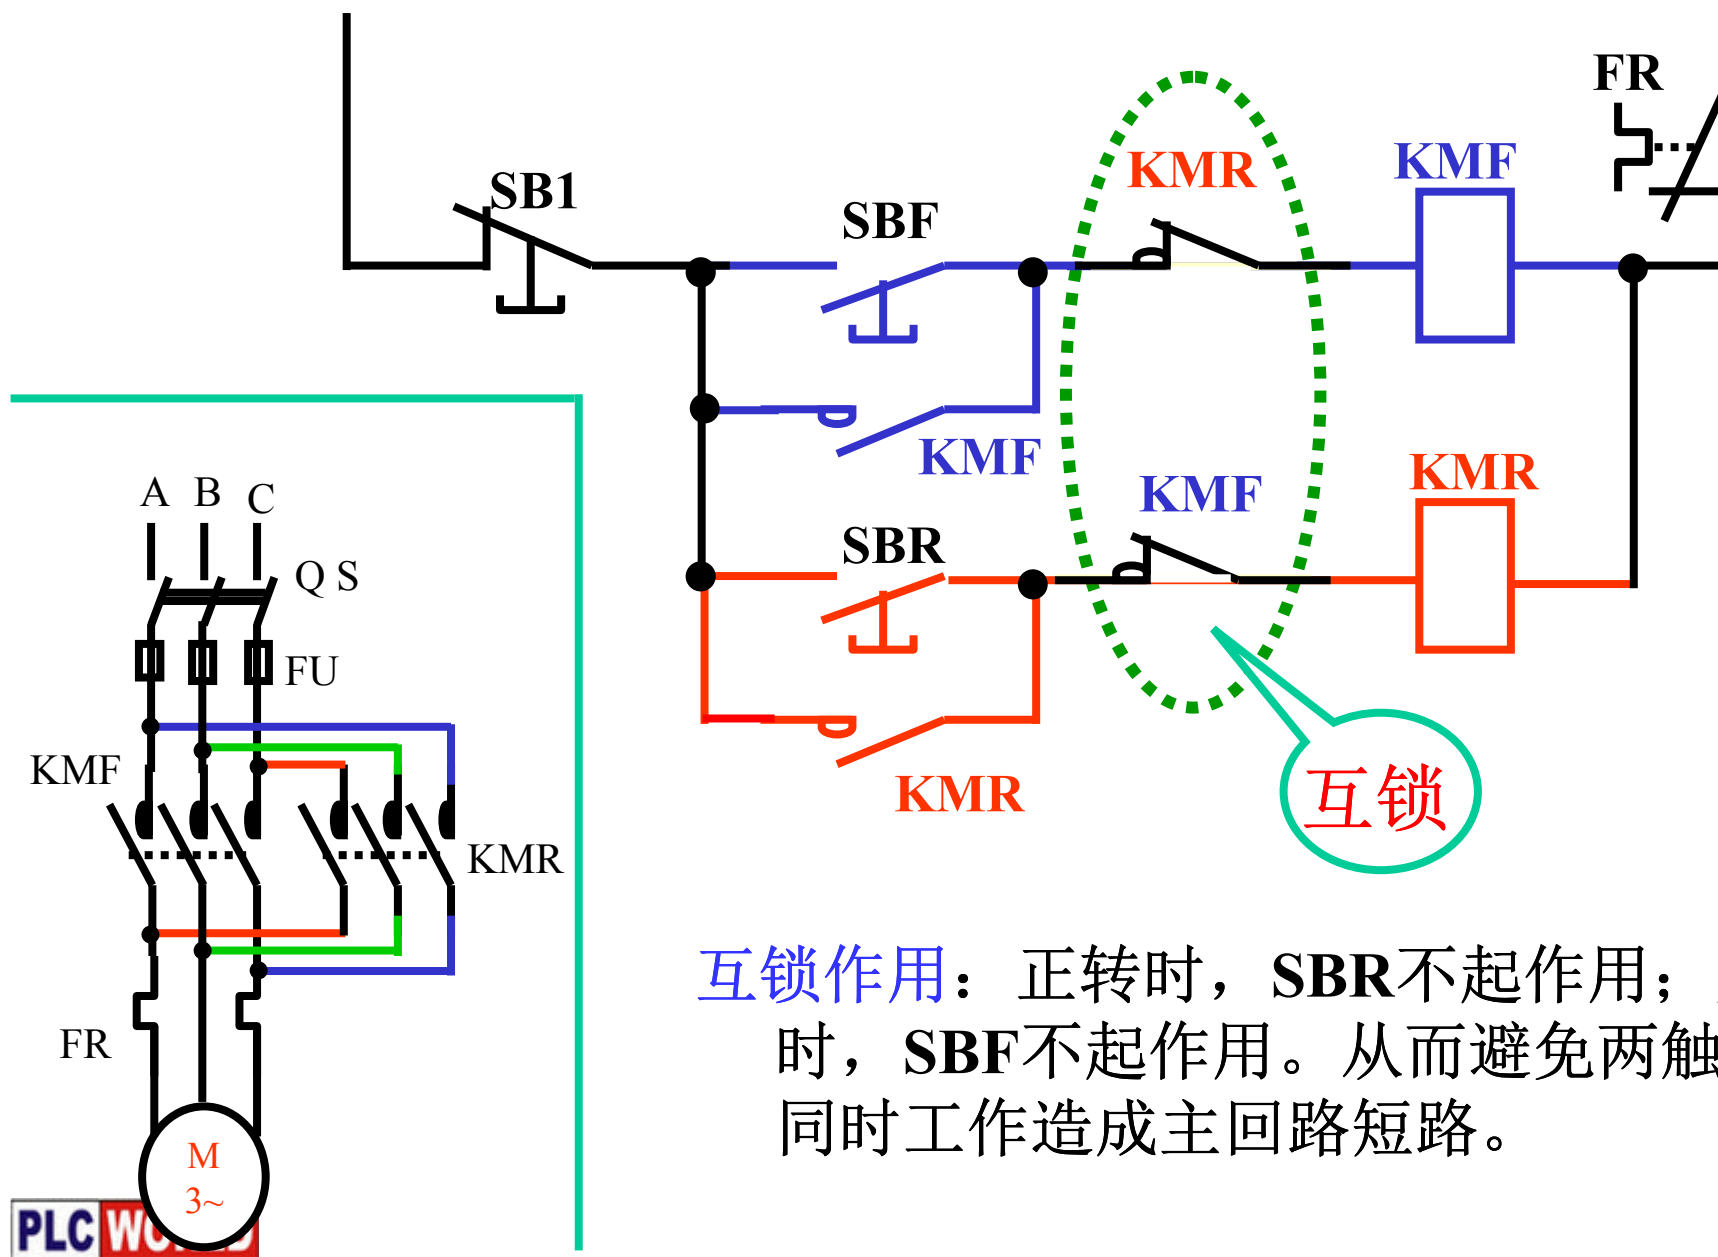 FR
KMR
KMF
SB1
SBF
KMF
KMR
KMF
SBR
A B C
Q S
FU
KMF
KMR
KMR
互锁
FR
M
3~
互锁作用：正转时，SBR不起作用；
时，SBF不起作用。从而避免两触
同时工作造成主回路短路。
PLC